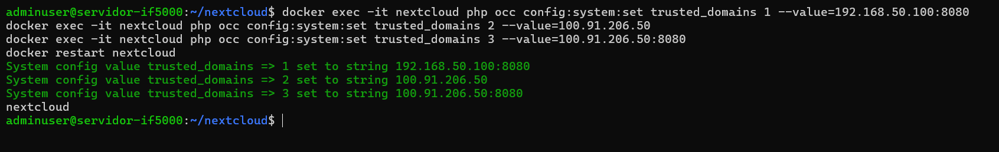 adminuser@servidor-if5000:~/nextcloud$ docker exec -it nextcloud php occ config:system:set trusted_domains 1 --value=192.168.50.100:8080
docker exec -it nextcloud php occ config:system:set trusted_domains 2 --value=100.91.206.50
docker exec -it nextcloud php occ config:system:set trusted_domains 3 --value=100.91.206.50:8080
docker restart nextcloud
System config value trusted_domains => 1 set to string 192.168.50.100:8080
System config value trusted_domains => 2 set to string 100.91.206.50
System config value trusted_domains => 3 set to string 100.91.206.50:8080
nextcloud
adminuser@servidor-if5000:~/nextcloud$